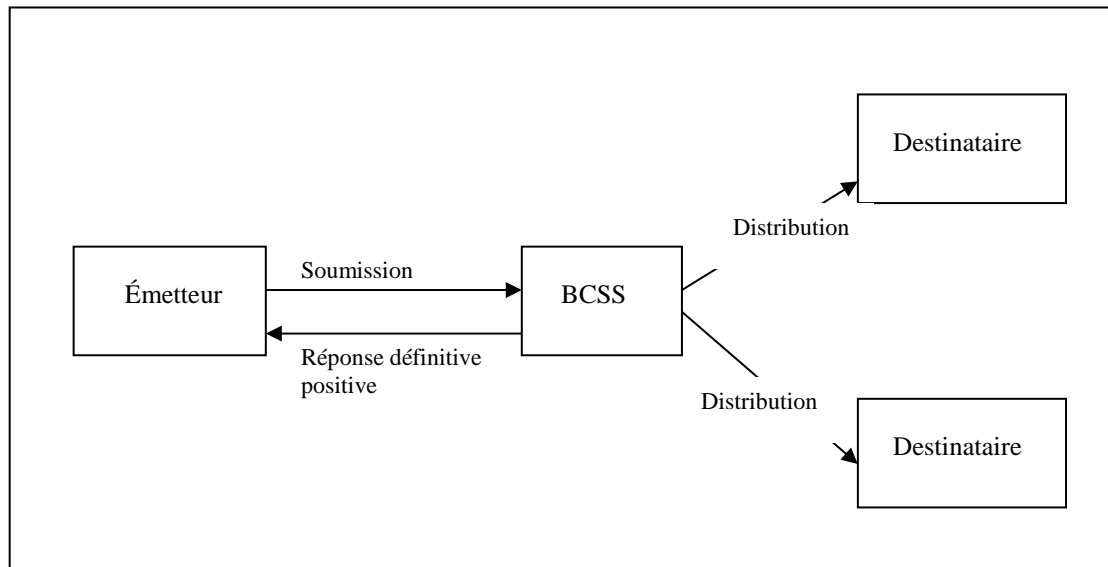 Destinataire
Distribution
Soumission
Émetteur
BCSS
Réponse définitive
positive
Distribution
Destinataire